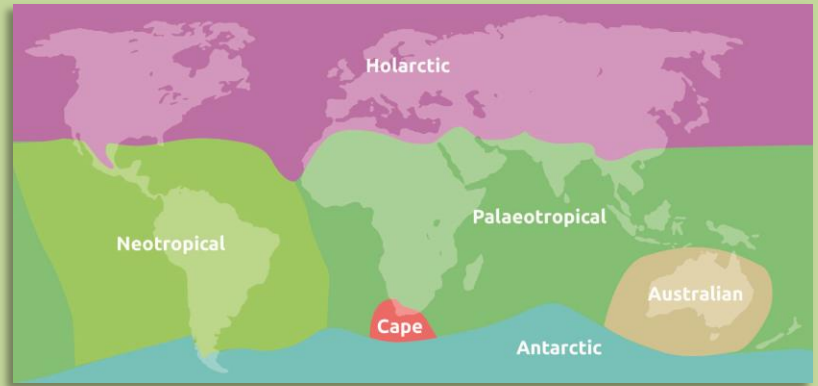 Holarctic
Neotropical
Palaeotropical
Australian
Cape
Antarctic